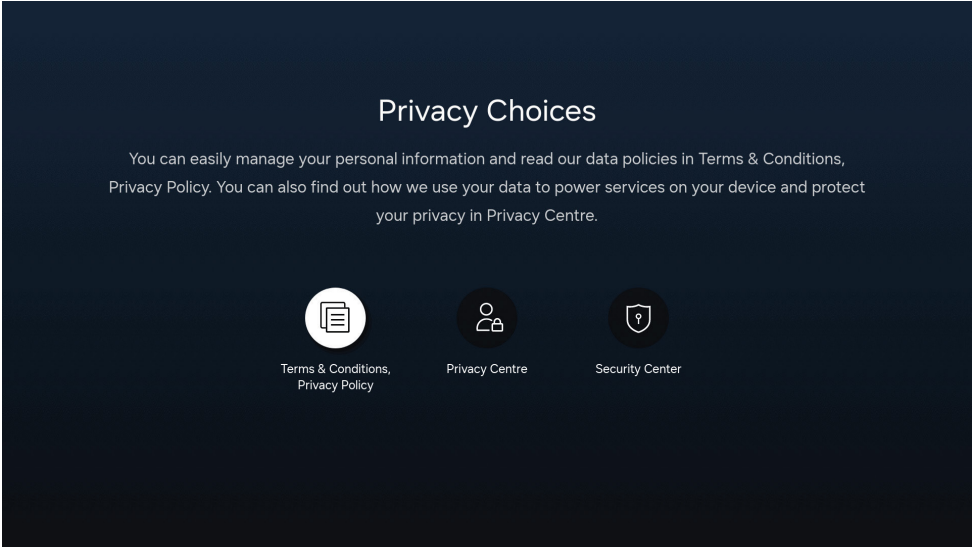 Privacy Choices
You can easily manage your personal information and read our data policies in Terms & Conditions,
Privacy Policy. You can also find out how we use your data to power services on your device and protect
your privacy in Privacy Centre.
Terms & Conditions,
Privacy Policy
Privacy Centre
Security Center